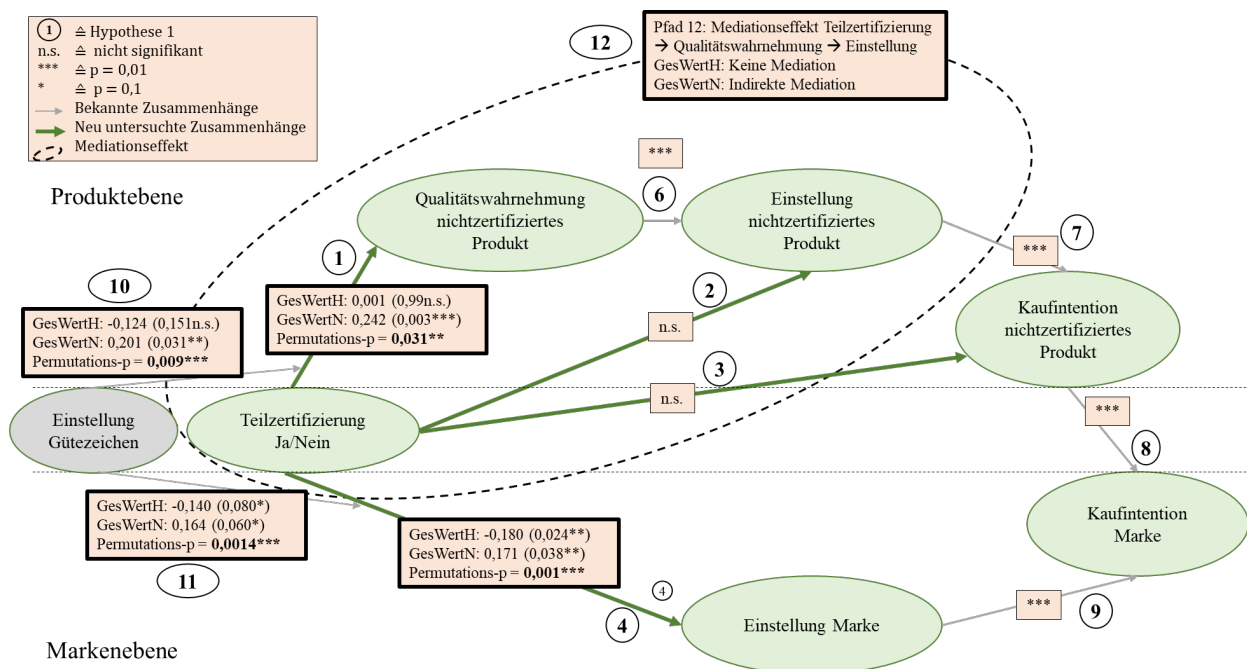 1 ≙ Hypothese 1
n.s. ≙ nicht signifikant
*** ≙ p = 0,01
* ≙ p = 0,1
Bekannte Zusammenhänge
Neu untersuchte Zusammenhänge
Mediationseffekt
12
Pfad 12: Mediationseffekt Teilzertifizierung
→ Qualitätswahrnehmung → Einstellung
GesWertH: Keine Mediation
GesWertN: Indirekte Mediation
Produktebene
Qualitätswahrnehmung
nichtzertifiziertes
Produkt
***
6
Einstellung
nichtzertifiziertes
Produkt
7
***
1
2
10
GesWertH: -0,124 (0,151n.s.)
GesWertN: 0,201 (0,031**)
Permutations-p = 0,009***
GesWertH: 0,001 (0,99n.s.)
GesWertN: 0,242 (0,003***)
Permutations-p = 0,031**
n.s.
Kaufintention
nichtzertifiziertes
Produkt
3
n.s.
Einstellung
Gütezeichen
Teilzertifizierung
Ja/Nein
***
8
GesWertH: -0,140 (0,080*)
GesWertN: 0,164 (0,060*)
Permutations-p = 0,0014***
11
GesWertH: -0,180 (0,024**)
GesWertN: 0,171 (0,038**)
Permutations-p = 0,001***
Kaufintention
Marke
4
4
Einstellung Marke
***
9
Markenebene